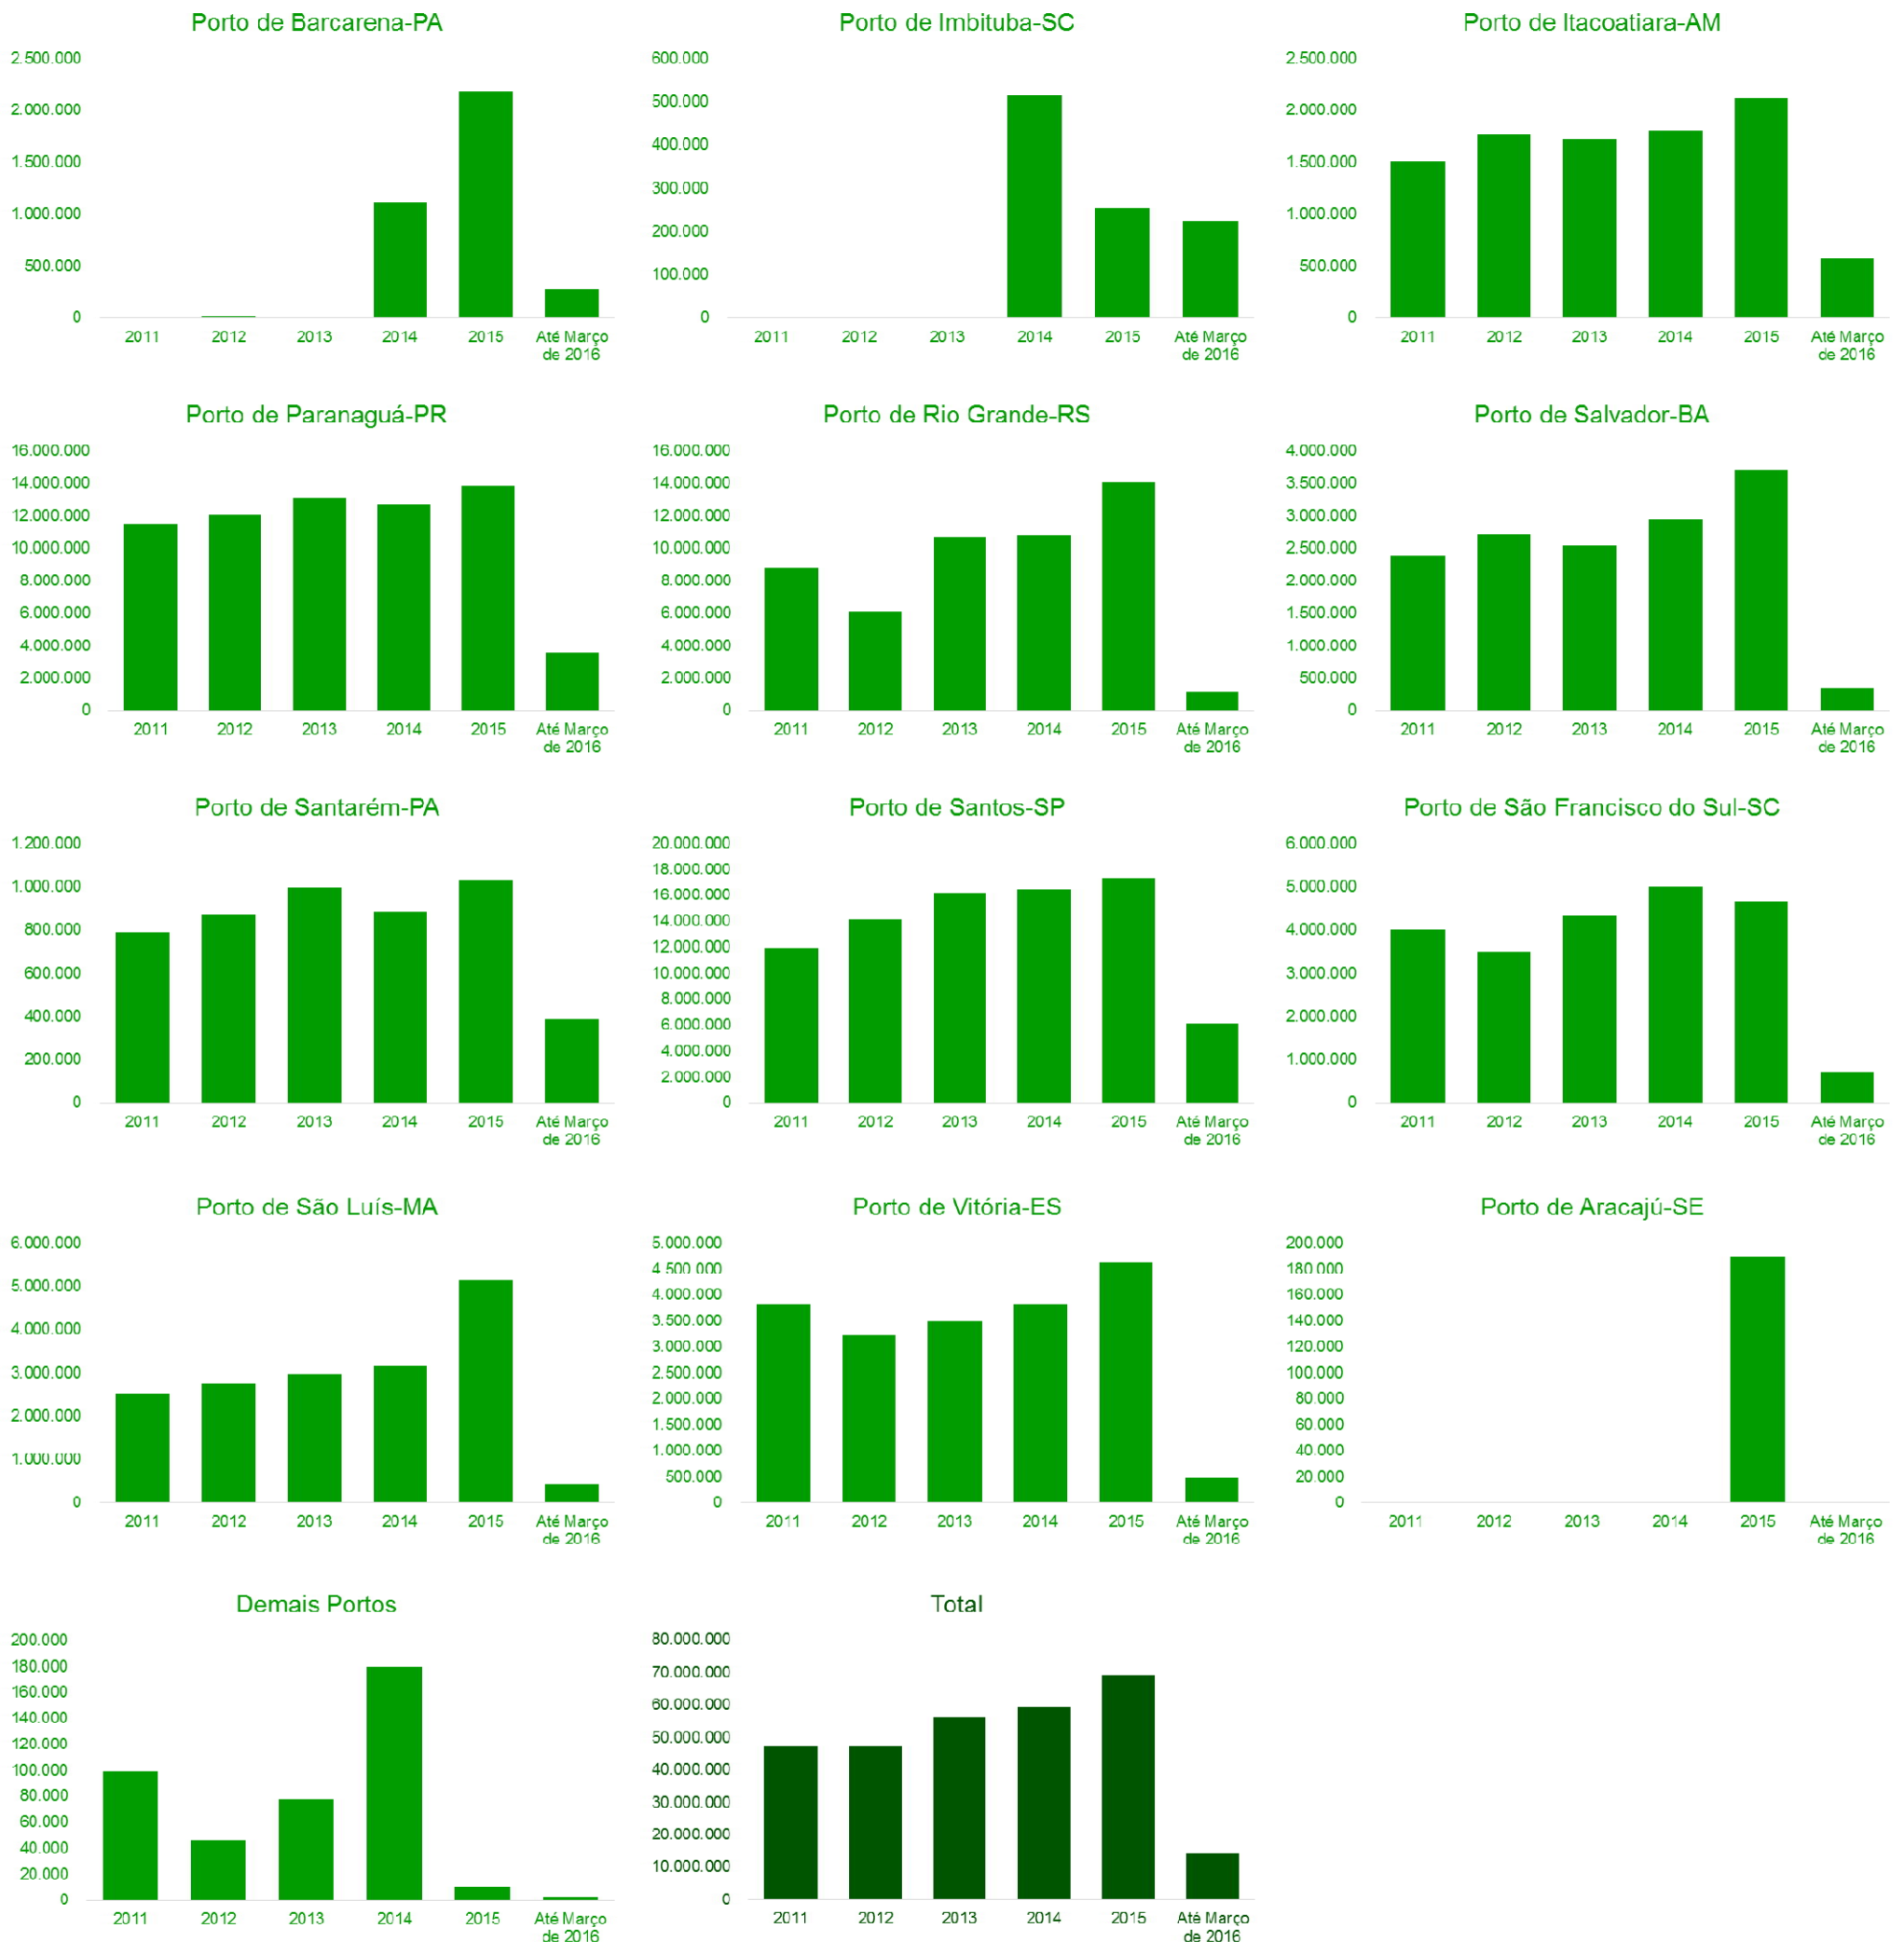 Porto de Barcarena-PA
2.500.000
2.000.000
1.500.000
1.000.000
500.000
0
2011 2012 2013 2014 2015 Até Março
de 2016
Porto de Imbituba-SC
600.000
500.000
400.000
300.000
200.000
100.000
0
2011 2012 2013 2014 2015 Até Março
de 2016
Porto de Itacoatiara-AM
2.500.000
2.000.000
1.500.000
1.000.000
500.000
0
2011 2012 2013 2014 2015 Até Março
de 2016
Porto de Paranaguá-PR
16.000.000
14.000.000
12.000.000
10.000.000
8.000.000
6.000.000
4.000.000
2.000.000
0
2011 2012 2013 2014 2015 Até Março
de 2016
Porto de Rio Grande-RS
16.000.000
14.000.000
12.000.000
10.000.000
8.000.000
6.000.000
4.000.000
2.000.000
0
2011 2012 2013 2014 2015 Até Março
de 2016
Porto de Salvador-BA
4.000.000
3.500.000
3.000.000
2.500.000
2.000.000
1.500.000
1.000.000
500.000
0
2011 2012 2013 2014 2015 Até Março
de 2016
Porto de Santarém-PA
1.200.000
1.000.000
800.000
600.000
400.000
200.000
0
2011 2012 2013 2014 2015 Até Março
de 2016
Porto de Santos-SP
20.000.000
18.000.000
16.000.000
14.000.000
12.000.000
10.000.000
8.000.000
6.000.000
4.000.000
2.000.000
0
2011 2012 2013 2014 2015 Até Março
de 2016
Porto de São Francisco do Sul-SC
6.000.000
5.000.000
4.000.000
3.000.000
2.000.000
1.000.000
0
2011 2012 2013 2014 2015 Até Março
de 2016
Porto de São Luís-MA
6.000.000
5.000.000
4.000.000
3.000.000
2.000.000
1.000.000
0
2011 2012 2013 2014 2015 Até Março
de 2016
Porto de Vitória-ES
5.000.000
4.500.000
4.000.000
3.500.000
3.000.000
2.500.000
2.000.000
1.500.000
1.000.000
500.000
0
2011 2012 2013 2014 2015 Até Março
de 2016
Porto de Aracajú-SE
200.000
180.000
160.000
140.000
120.000
100.000
80.000
60.000
40.000
20.000
0
2011 2012 2013 2014 2015 Até Março
de 2016
Demais Portos
200.000
180.000
160.000
140.000
120.000
100.000
80.000
60.000
40.000
20.000
0
2011 2012 2013 2014 2015 Até Março
de 2016
Total
80.000.000
70.000.000
60.000.000
50.000.000
40.000.000
30.000.000
20.000.000
10.000.000
0
2011 2012 2013 2014 2015 Até Março
de 2016